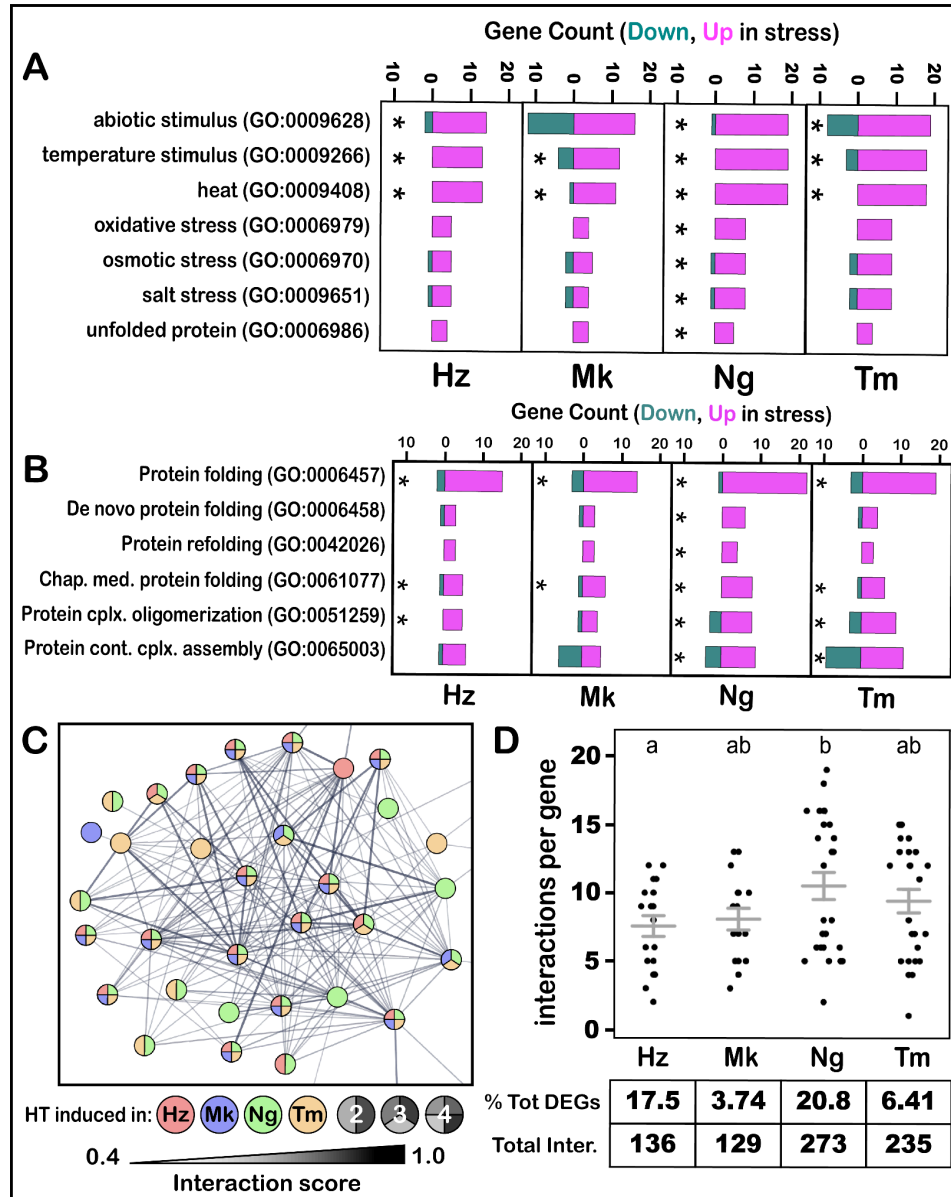 Gene Count (Down, Up in stress)
A
10 0 10 20 10 0 10 20 10 0 10 20 10 0 10 20
abiotic stimulus (GO:0009628) * * *
temperature stimulus (GO:0009266) * * * *
heat (GO:0009408) * * * *
oxidative stress (GO:0006979) *
osmotic stress (GO:0006970) *
salt stress (GO:0009651) *
unfolded protein (GO:0006986) *
Hz Mk Ng Tm
Gene Count (Down, Up in stress)
B
10 0 10 20 10 0 10 20 10 0 10 20 10 0 10 20
Protein folding (GO:0006457) * * * *
De novo protein folding (GO:0006458) *
Protein refolding (GO:0042026) *
Chap. med. protein folding (GO:0061077) * * * *
Protein cplx. oligomerization (GO:0051259) * * *
Protein cont. cplx. assembly (GO:0065003) * *
Hz Mk Ng Tm
C
HT induced in: Hz Mk Ng Tm 2 3 4
0.4 1.0
Interaction score
D
a ab b ab
20
15
10
5
0
interactions per gene
Hz Mk Ng Tm
% Tot DEGs 17.5 3.74 20.8 6.41
Total Inter. 136 129 273 235